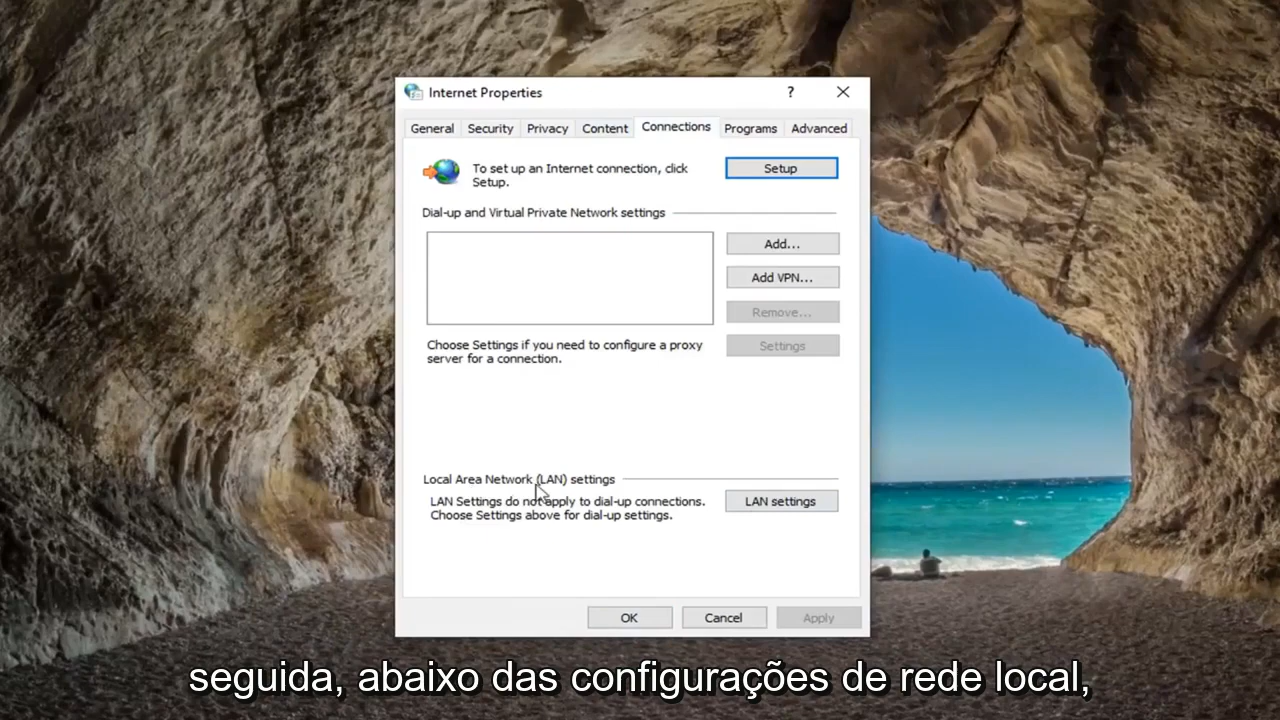 Internet Properties
?
General Security Privacy Content Connections Programs Advanced
To set up an Internet connection, click
Setup.
Setup
Dial-up and Virtual Private Network settings
Add...
Add VPN...
Remove...
Choose Settings if you need to configure a proxy
server for a connection.
Settings
Local Area Network (LAN) settings
LAN Settings do not apply to dial-up connections.
Choose Settings above for dial-up settings.
LAN settings
OK Cancel Apply
seguida, abaixo das configurações de rede local,